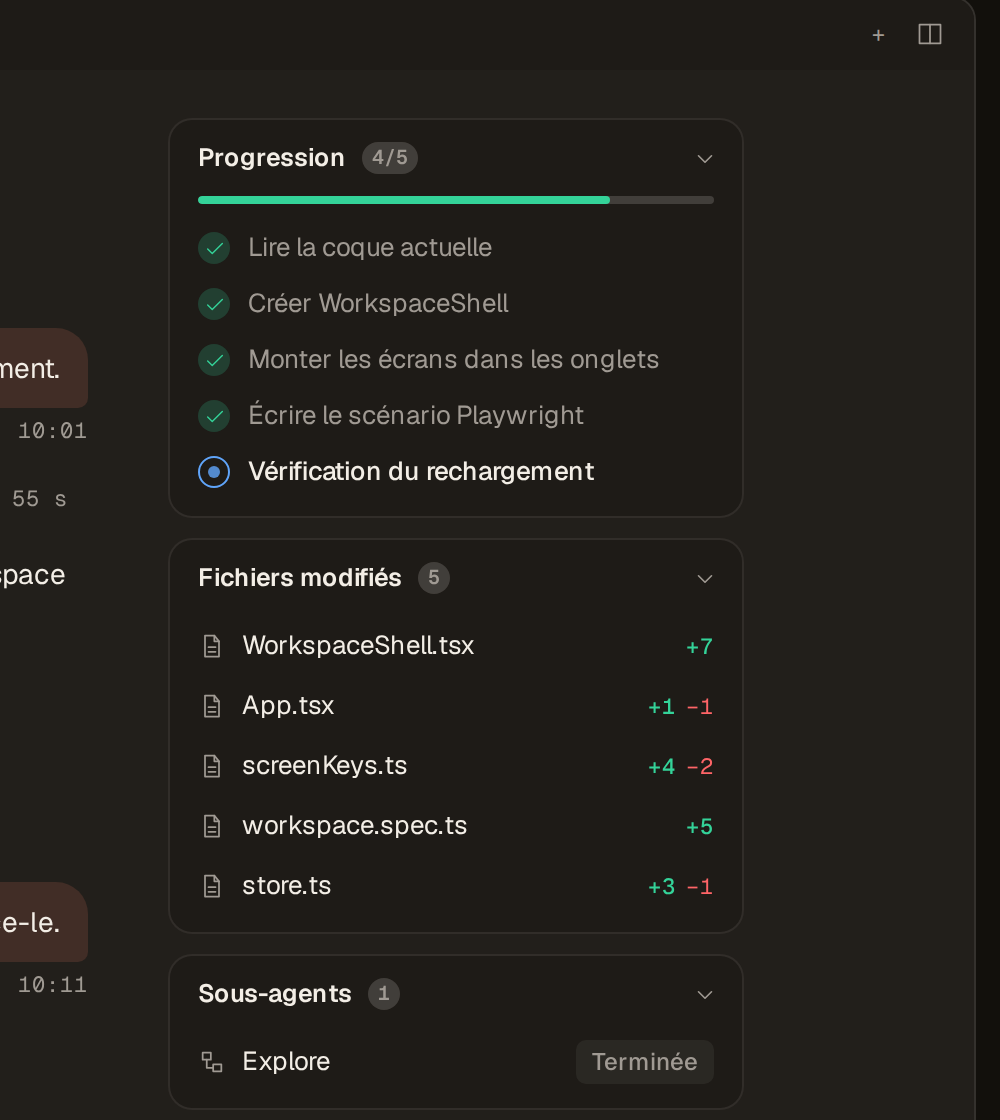 +
Progression 4/5
Lire la coque actuelle
Créer WorkspaceShell
Monter les écrans dans les onglets
Écrire le scénario Playwright
Vérification du rechargement
ment.
10:01
55 s
space
Fichiers modifiés 5
WorkspaceShell.tsx +7
App.tsx +1 −1
screenKeys.ts +4 −2
workspace.spec.ts +5
store.ts +3 −1
e-le.
10:11
Sous-agents 1
Explore Terminée